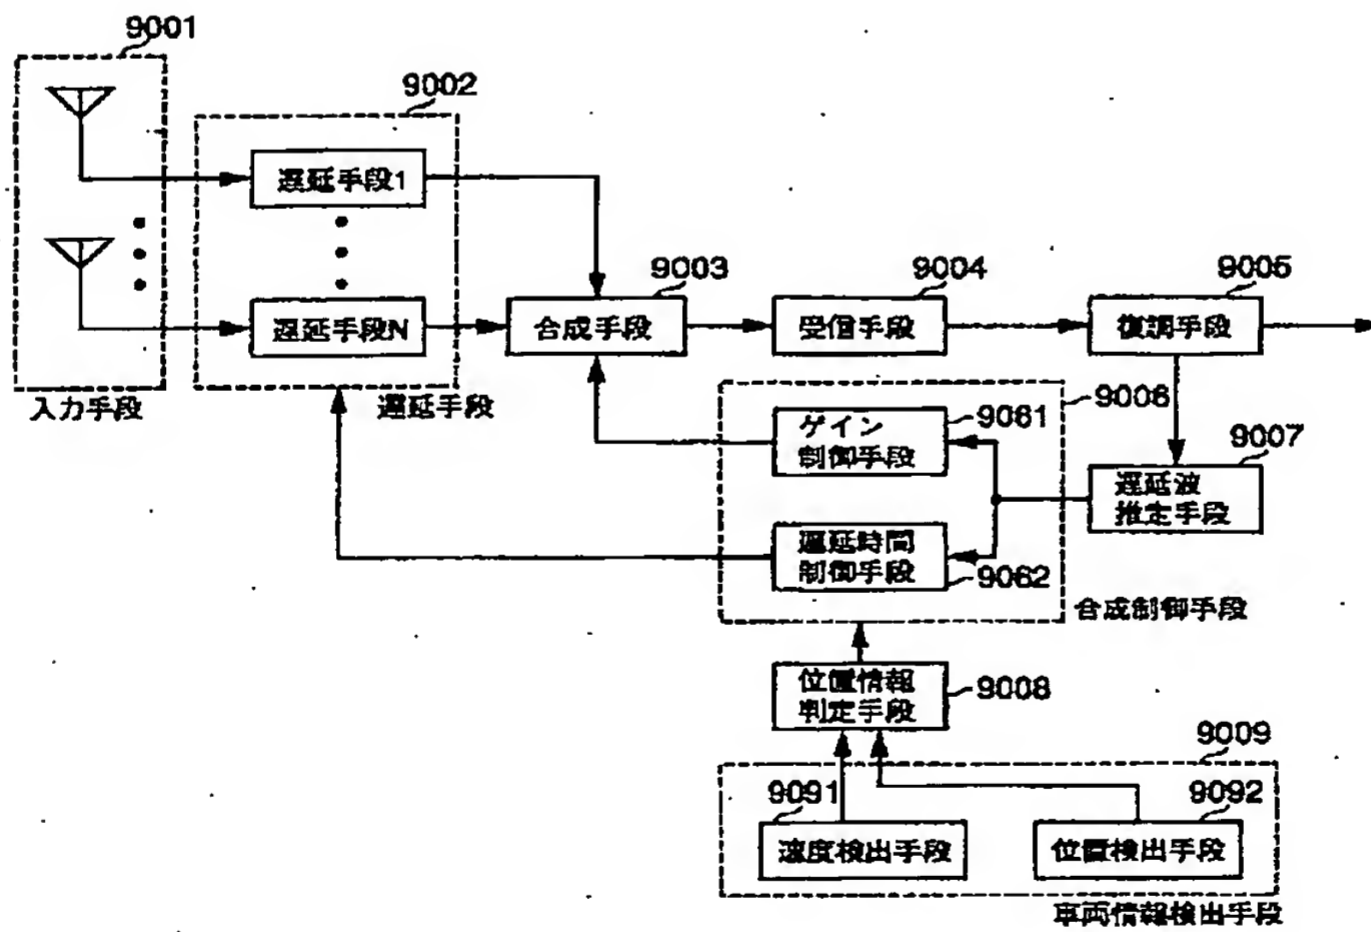 9001
9002
遅延手段1
9003
9004
9005
遅延手段N
合成手段
受信手段
復調手段
入力手段
遅延手段
9006
ゲイン
制御手段
9061
9007
遅延波
推定手段
遅延時間
制御手段
9062
合成制御手段
位置情報
判定手段
9008
9009
9091
9092
速度検出手段
位置検出手段
車両情報検出手段